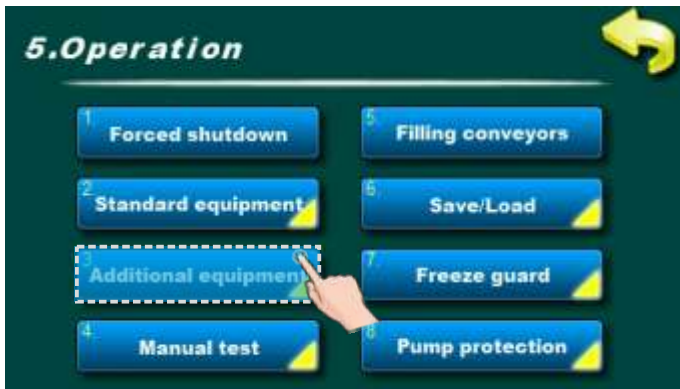 5.Operation
1
Forced shutdown
2
Standard equipment
3
Additional equipment
4
Manual test
5
Filling conveyors
6
Save/Load
7
Freeze guard
8
Pump protection